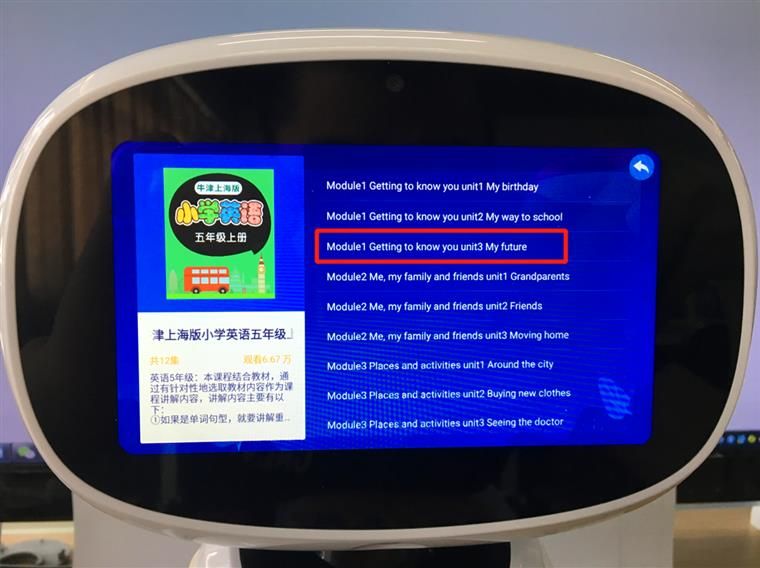 牛津上海版
小学英语
五年级上册
津上海版小学英语五年级上
共12集
观看6.67万
英语5年级：本课程结合教材，通
过有针对性地选取教材内容作为课
程讲解内容，讲解内容主要有以
下：
①如果是单词句型，就要讲解重...
Module1 Getting to know you unit1 My birthday
Module1 Getting to know you unit2 My way to school
Module1 Getting to know you unit3 My future
Module2 Me, my family and friends unit1 Grandparents
Module2 Me, my family and friends unit2 Friends
Module2 Me, my family and friends unit3 Moving home
Module3 Places and activities unit1 Around the city
Module3 Places and activities unit2 Buying new clothes
Module3 Places and activities unit3 Seeing the doctor